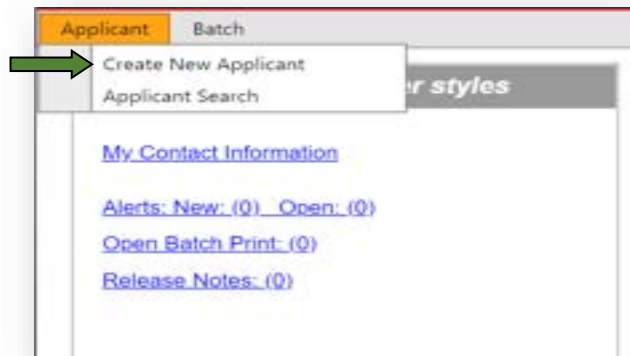 Applicant Batch
Create New Applicant
Applicant Search
r styles
My Contact Information
Alerts: New: (0) Open: (0)
Open Batch Print: (0)
Release Notes: (0)